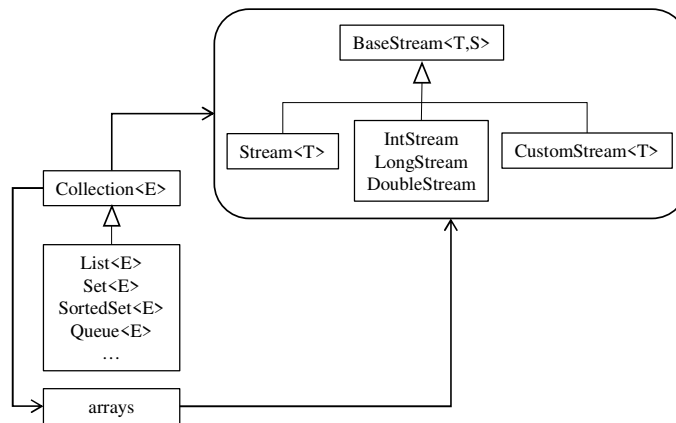 BaseStream<T,S>
Stream<T>
IntStream
LongStream
DoubleStream
CustomStream<T>
Collection<E>
List<E>
Set<E>
SortedSet<E>
Queue<E>
…
arrays